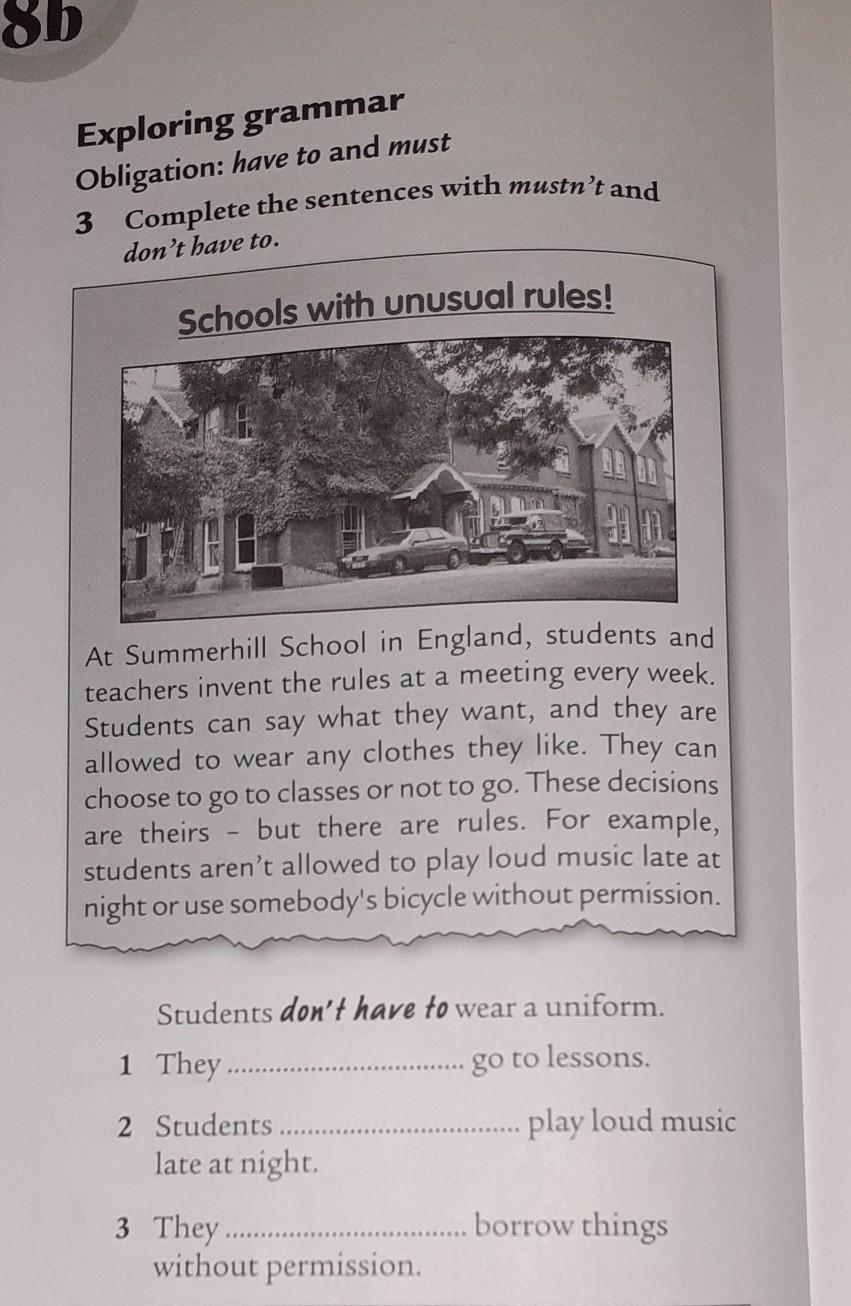 8b
Exploring grammar
Obligation: have to and must
3 Complete the sentences with mustn't and
don't have to.
Schools with unusual rules!
At Summerhill School in England, students and
teachers invent the rules at a meeting every week.
Students can say what they want, and they are
allowed to wear any clothes they like. They can
choose to go to classes or not to go. These decisions
are theirs – but there are rules. For example,
students aren't allowed to play loud music late at
night or use somebody's bicycle without permission.
Students don't have to wear a uniform.
1 They .................................. go to lessons.
2 Students .................................. play loud music
late at night.
3 They .................................. borrow things
without permission.